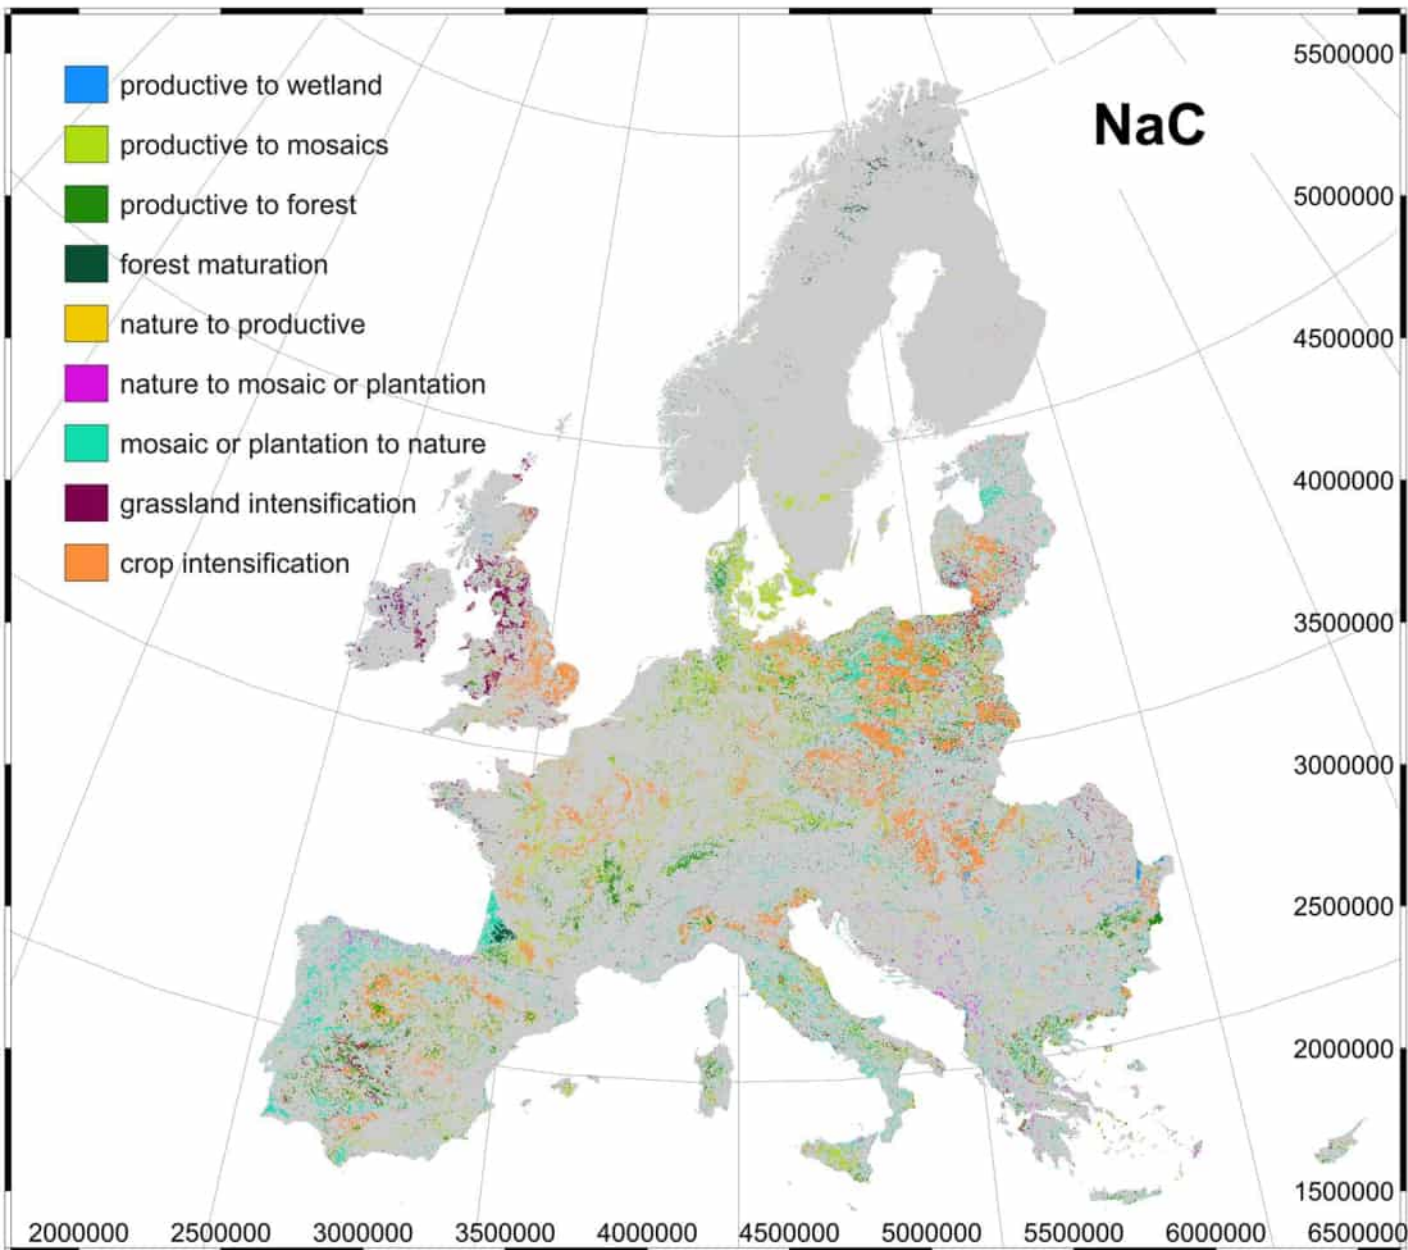 NaC
productive to wetland
productive to mosaics
productive to forest
forest maturation
nature to productive
nature to mosaic or plantation
mosaic or plantation to nature
grassland intensification
crop intensification
5500000
5000000
4500000
4000000
3500000
3000000
2500000
2000000
1500000
2000000 2500000 3000000 3500000 4000000 4500000 5000000 5500000 6000000 6500000